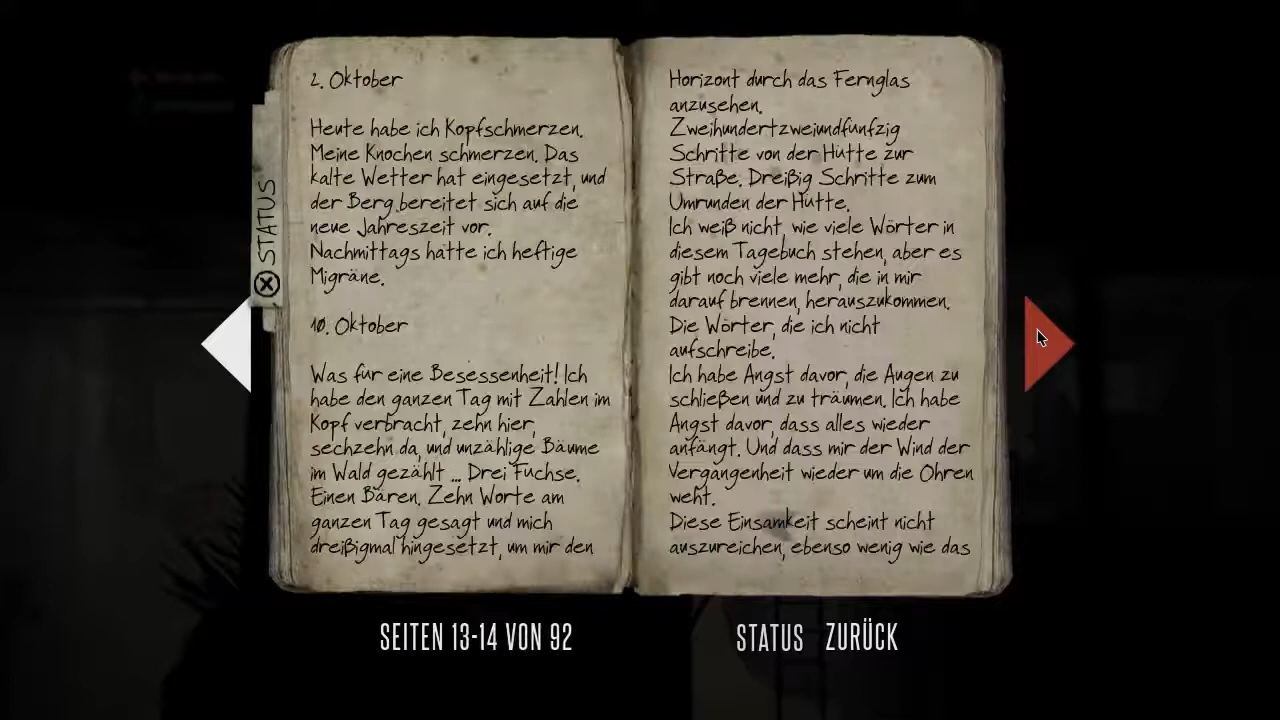 STATUS
2. Oktober
Heute habe ich Kopfschmerzen.
Meine Knochen schmerzen. Das
kalte Wetter hat eingesetzt, und
der Berg bereitet sich auf die
neue Jahreszeit vor.
Nachmittags hatte ich heftige
Migräne.
10. Oktober
Was für eine Besessenheit! Ich
habe den ganzen Tag mit Zahlen im
Kopf verbracht, zehn hier,
sechzehn da, und unzählige Bäume
im Wald gezählt ... Drei Füchse.
Einen Bären. Zehn Worte am
ganzen Tag gesagt und mich
dreißigmal hingesetzt, um mir den
Horizont durch das Fernglas
anzusehen.
Zweihundertzweiundfünfzig
Schritte von der Hütte zur
Straße. Dreißig Schritte zum
Umrunden der Hütte.
Ich weiß nicht, wie viele Wörter in
diesem Tagebuch stehen, aber es
gibt noch viele mehr, die in mir
darauf brennen, herauszukommen.
Die Wörter, die ich nicht
aufschreibe.
Ich habe Angst davor, die Augen zu
schließen und zu träumen. Ich habe
Angst davor, dass alles wieder
anfängt. Und dass mir der Wind der
Vergangenheit wieder um die Ohren
weht.
Diese Einsamkeit scheint nicht
auszureichen, ebenso wenig wie das
SEITEN 13-14 VON 92
STATUS ZURÜCK